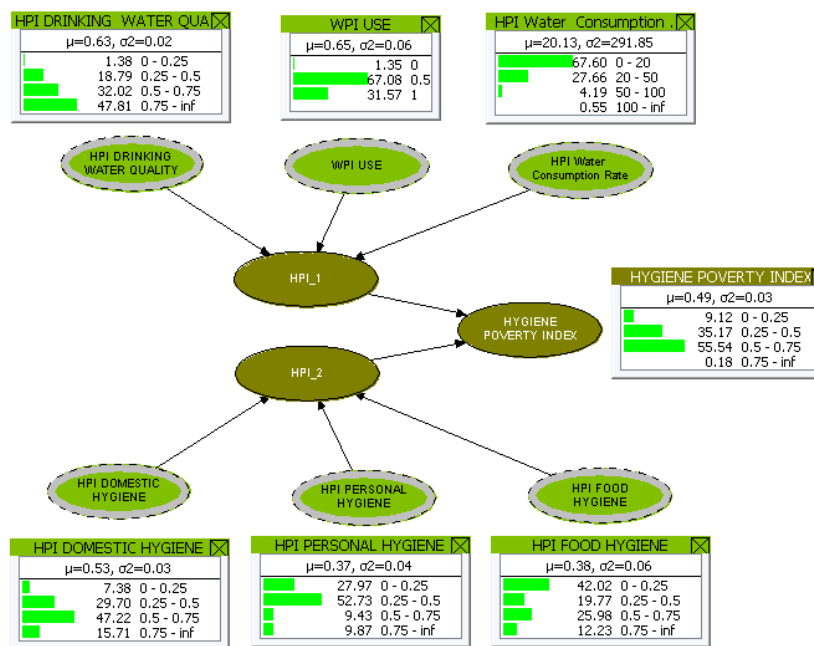 HPI DRINKING WATER QUA
μ=0.63, σ2=0.02
1.38 0 - 0.25
18.79 0.25 - 0.5
32.02 0.5 - 0.75
47.81 0.75 - inf
WPI USE
μ=0.65, σ2=0.06
1.35 0
67.08 0.5
31.57 1
HPI Water Consumption .
μ=20.13, σ2=291.85
67.60 0 - 20
27.66 20 - 50
4.19 50 - 100
0.55 100 - inf
HPI DRINKING
WATER QUALITY
WPI USE
HPI Water
Consumption Rate
HPI_1
HYGIENE
POVERTY INDEX
HPI_2
HYGIENE POVERTY INDEX
μ=0.49, σ2=0.03
9.12 0 - 0.25
35.17 0.25 - 0.5
55.54 0.5 - 0.75
0.18 0.75 - inf
HPI DOMESTIC
HYGIENE
HPI PERSONAL
HYGIENE
HPI FOOD
HYGIENE
HPI DOMESTIC HYGIENE
μ=0.53, σ2=0.03
7.38 0 - 0.25
29.70 0.25 - 0.5
47.22 0.5 - 0.75
15.71 0.75 - inf
HPI PERSONAL HYGIENE
μ=0.37, σ2=0.04
27.97 0 - 0.25
52.73 0.25 - 0.5
9.43 0.5 - 0.75
9.87 0.75 - inf
HPI FOOD HYGIENE
μ=0.38, σ2=0.06
42.02 0 - 0.25
19.77 0.25 - 0.5
25.98 0.5 - 0.75
12.23 0.75 - inf